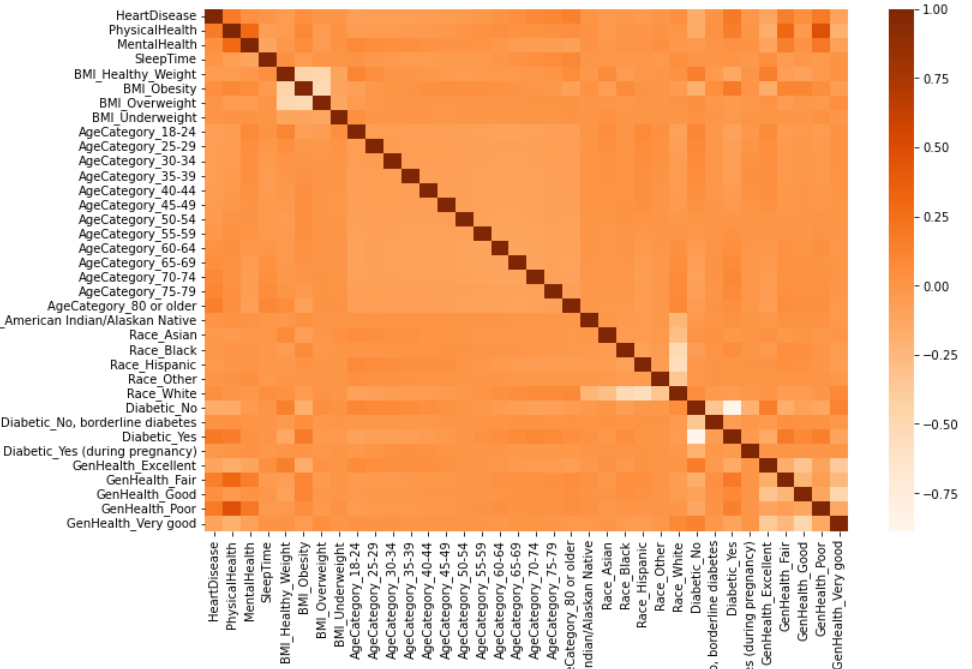 HeartDisease
PhysicalHealth
MentalHealth
SleepTime
BMI_Healthy_Weight
BMI_Obesity
BMI_Overweight
BMI_Underweight
AgeCategory_18-24
AgeCategory_25-29
AgeCategory_30-34
AgeCategory_35-39
AgeCategory_40-44
AgeCategory_45-49
AgeCategory_50-54
AgeCategory_55-59
AgeCategory_60-64
AgeCategory_65-69
AgeCategory_70-74
AgeCategory_75-79
AgeCategory_80 or older
_American Indian/Alaskan Native
Race_Asian
Race_Black
Race_Hispanic
Race_Other
Race_White
Diabetic_No
Diabetic_No, borderline diabetes
Diabetic_Yes
Diabetic_Yes (during pregnancy)
GenHealth_Excellent
GenHealth_Fair
GenHealth_Good
GenHealth_Poor
GenHealth_Very good
HeartDisease
PhysicalHealth
MentalHealth
SleepTime
BMI_Healthy_Weight
BMI_Obesity
BMI_Overweight
BMI_Underweight
AgeCategory_18-24
AgeCategory_25-29
AgeCategory_30-34
AgeCategory_35-39
AgeCategory_40-44
AgeCategory_45-49
AgeCategory_50-54
AgeCategory_55-59
AgeCategory_60-64
AgeCategory_65-69
AgeCategory_70-74
AgeCategory_75-79
eCategory_80 or older
ndian/Alaskan Native
Race_Asian
Race_Black
Race_Hispanic
Race_Other
Race_White
Diabetic_No
o, borderline diabetes
Diabetic_Yes
es (during pregnancy)
GenHealth_Excellent
GenHealth_Fair
GenHealth_Good
GenHealth_Poor
GenHealth_Very good
1.00
0.75
0.50
0.25
0.00
−0.25
−0.50
−0.75